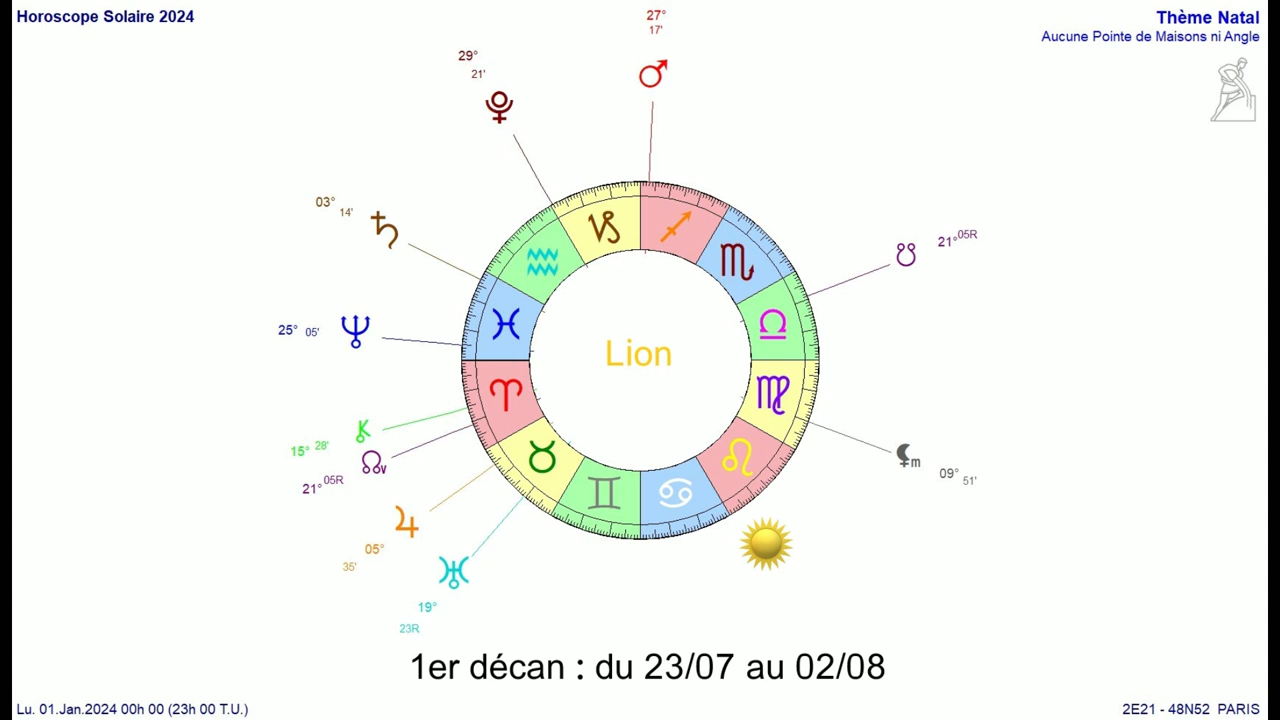 Horoscope Solaire 2024
Thème Natal
Aucune Pointe de Maisons ni Angle
27°
17'
29°
21'
03°
14'
21° 05R
25° 05'
Lion
15° 28'
21° 05R
m
09°
51'
05°
35'
19°
23R
1er décan : du 23/07 au 02/08
Lu. 01.Jan.2024 00h 00 (23h 00 T.U.)
2E21 - 48N52 PARIS